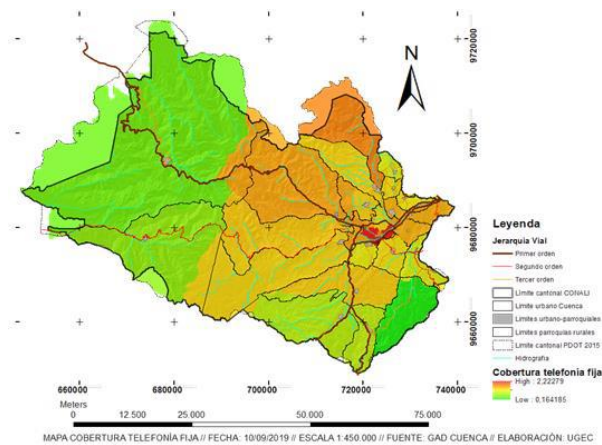 N
9720000
9700000
9680000
9660000
660000 680000 700000 720000 740000
Meters
0 12.500 25.000 50.000 75.000
Leyenda
Jerarquía Vial
Primer orden
Segundo orden
Tercer orden
Límite cantonal CONALI
Límite urbano Cuenca
Límites urbano-parroquiales
Límites parroquias rurales
Límite cantonal PDOT 2015
Hidrografía
Cobertura telefonía fija
High : 2,22279
Low : 0,164185
MAPA COBERTURA TELEFONÍA FIJA // FECHA: 10/09/2019 // ESCALA 1:450.000 // FUENTE: GAD CUENCA // ELABORACIÓN: UGEC